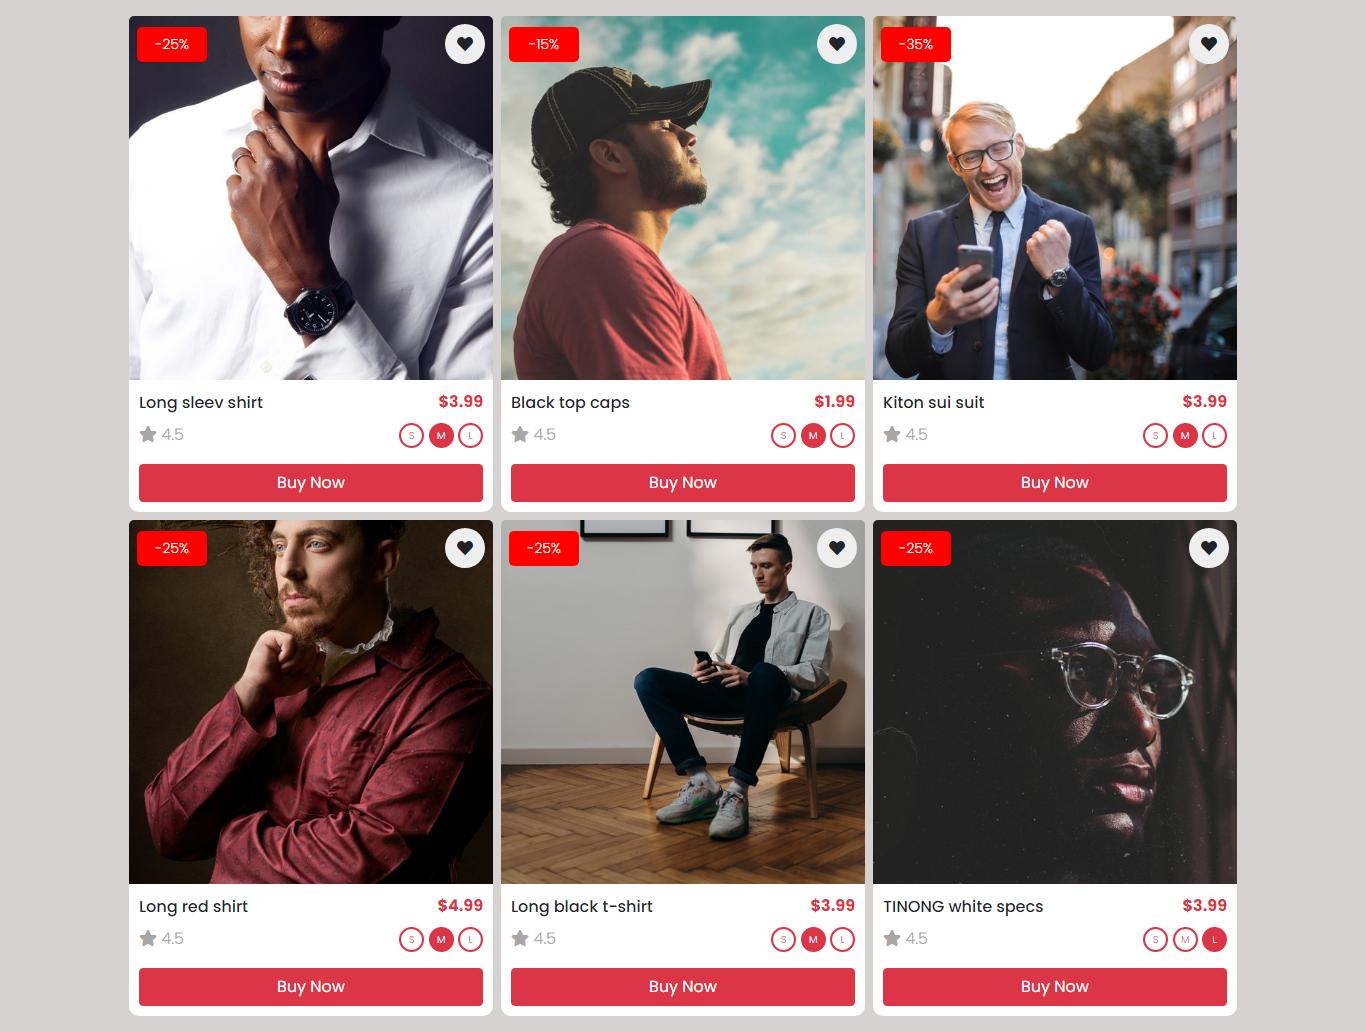 -25%
-15%
-35%
Long sleev shirt $3.99
4.5 S M L
Buy Now
Black top caps $1.99
4.5 S M L
Buy Now
Kiton sui suit $3.99
4.5 S M L
Buy Now
-25%
-25%
-25%
Long red shirt $4.99
4.5 S M L
Buy Now
Long black t-shirt $3.99
4.5 S M L
Buy Now
TINONG white specs $3.99
4.5 S M L
Buy Now